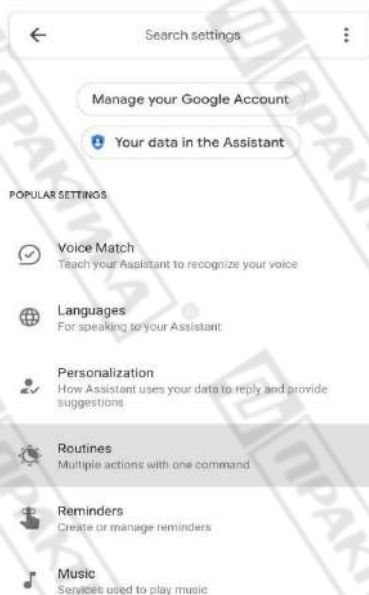 Search settings
Manage your Google Account
Your data in the Assistant
POPULAR SETTINGS
Voice Match
Teach your Assistant to recognize your voice
Languages
For speaking to your Assistant
Personalization
How Assistant uses your data to reply and provide
suggestions
Routines
Multiple actions with one command
Reminders
Create or manage reminders
Music
Services used to play music
ПРАКТИКА